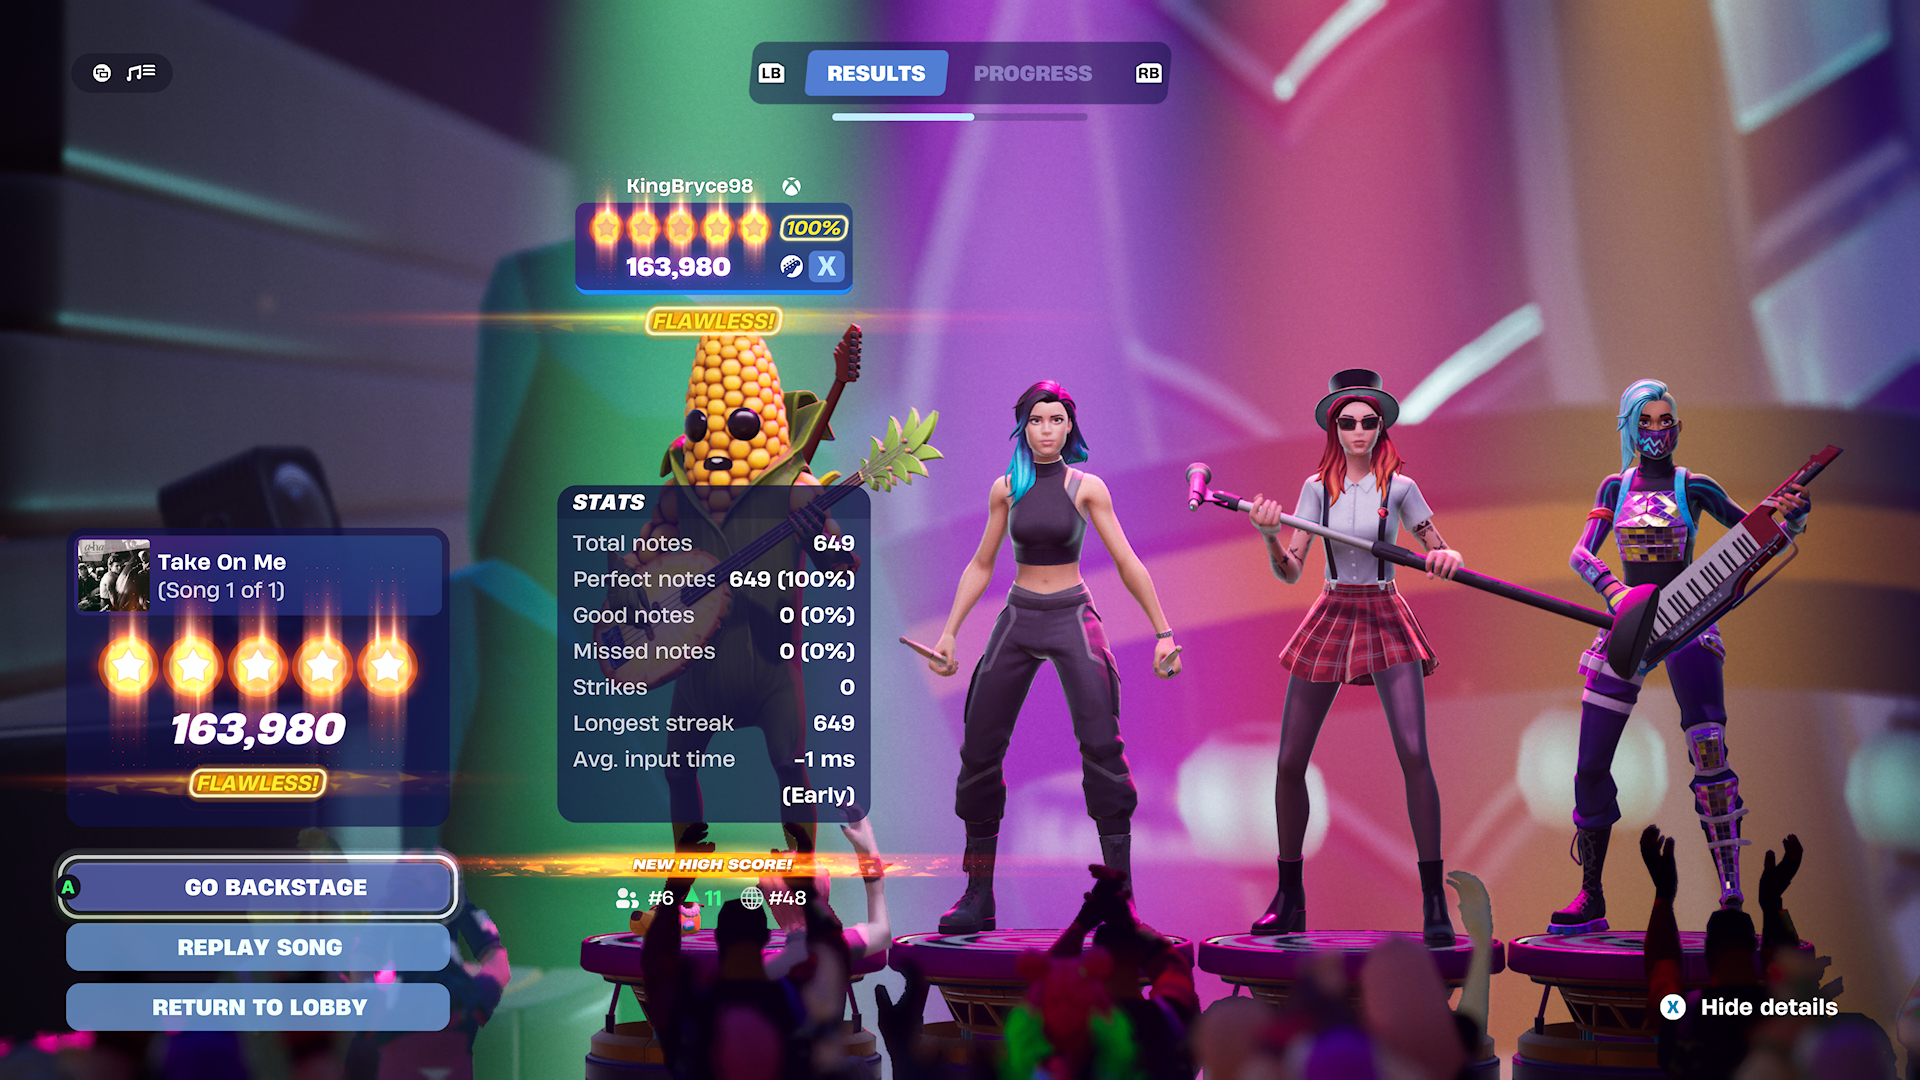 LB
RESULTS
PROGRESS
RB
KingBryce98
100%
163,980
X
FLAWLESS!
STATS
Total notes 649
Perfect notes 649 (100%)
Good notes 0 (0%)
Missed notes 0 (0%)
Strikes 0
Longest streak 649
Avg. input time -1 ms
(Early)
NEW HIGH SCORE!
#6 11 #48
a-ha
Take On Me
(Song 1 of 1)
163,980
FLAWLESS!
A GO BACKSTAGE
REPLAY SONG
RETURN TO LOBBY
X Hide details